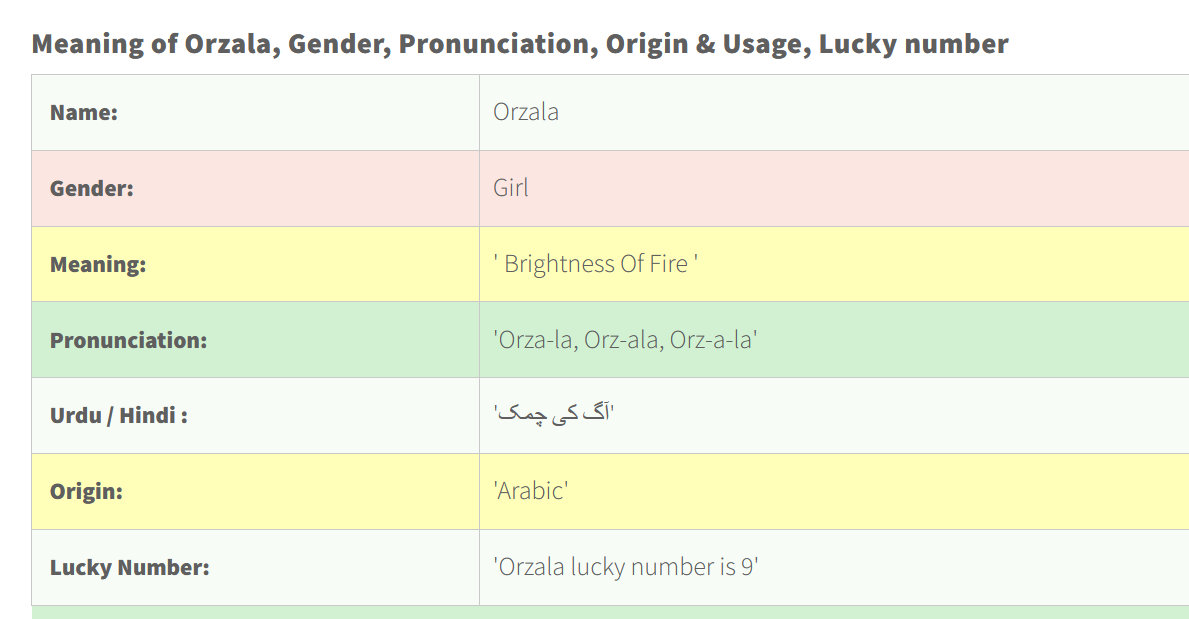 Meaning of Orzala, Gender, Pronunciation, Origin & Usage, Lucky number
Name: Orzala
Gender: Girl
Meaning: ' Brightness Of Fire '
Pronunciation: 'Orza-la, Orz-ala, Orz-a-la'
Urdu / Hindi : 'آگ کی چمک'
Origin: 'Arabic'
Lucky Number: 'Orzala lucky number is 9'